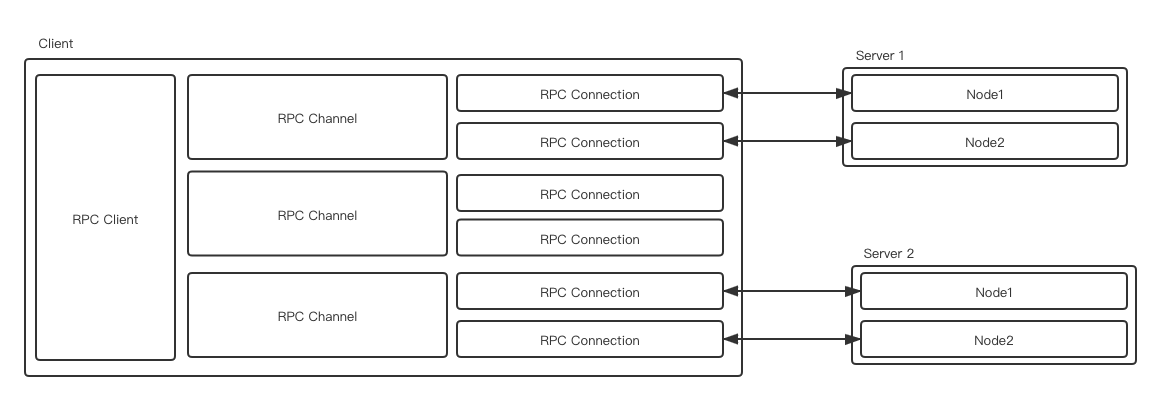 Client
Server 1
RPC Client
RPC Channel
RPC Connection
Node1
RPC Connection
Node2
RPC Channel
RPC Connection
RPC Connection
Server 2
RPC Channel
RPC Connection
Node1
RPC Connection
Node2